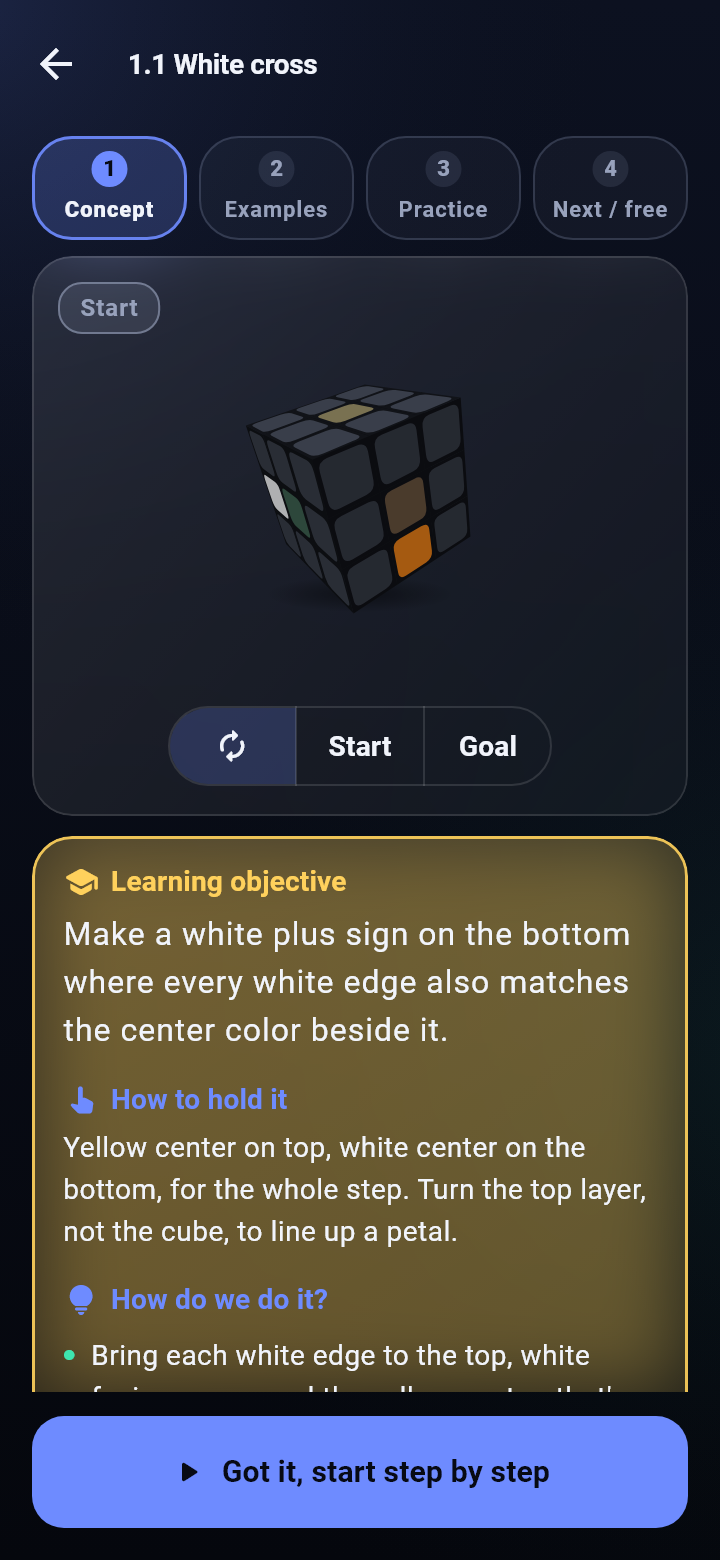 1.1 White cross
1
Concept
2
Examples
3
Practice
4
Next / free
Start
Start
Goal
Learning objective
Make a white plus sign on the bottom
where every white edge also matches
the center color beside it.
How to hold it
Yellow center on top, white center on the
bottom, for the whole step. Turn the top layer,
not the cube, to line up a petal.
How do we do it?
Bring each white edge to the top, white
Got it, start step by step